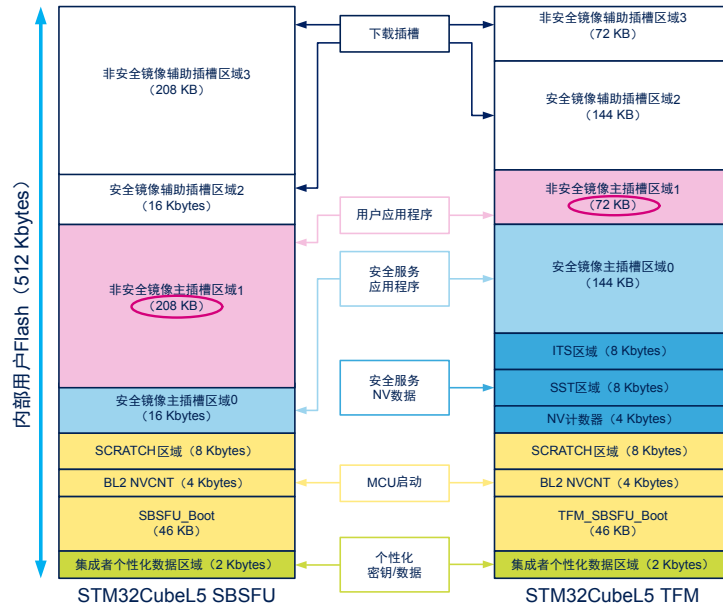 内部用户Flash（512 Kbytes）
非安全镜像辅助插槽区域3
（208 KB）
安全镜像辅助插槽区域2
（16 Kbytes）
非安全镜像主插槽区域1
（208 KB）
安全镜像主插槽区域0
（16 Kbytes）
SCRATCH区域（8 Kbytes）
BL2 NVCNT（4 Kbytes）
SBSFU_Boot
（46 KB）
集成者个性化数据区域（2 Kbytes）
STM32CubeL5 SBSFU
下载插槽
用户应用程序
安全服务
应用程序
安全服务
NV数据
MCU启动
个性化
密钥/数据
非安全镜像辅助插槽区域3
（72 KB）
安全镜像辅助插槽区域2
（144 KB）
非安全镜像主插槽区域1
（72 KB）
安全镜像主插槽区域0
（144 KB）
ITS区域（8 Kbytes）
SST区域（8 Kbytes）
NV计数器（4 Kbytes）
SCRATCH区域（8 Kbytes）
BL2 NVCNT（4 Kbytes）
TFM_SBSFU_Boot
（46 KB）
集成者个性化数据区域（2 Kbytes）
STM32CubeL5 TFM